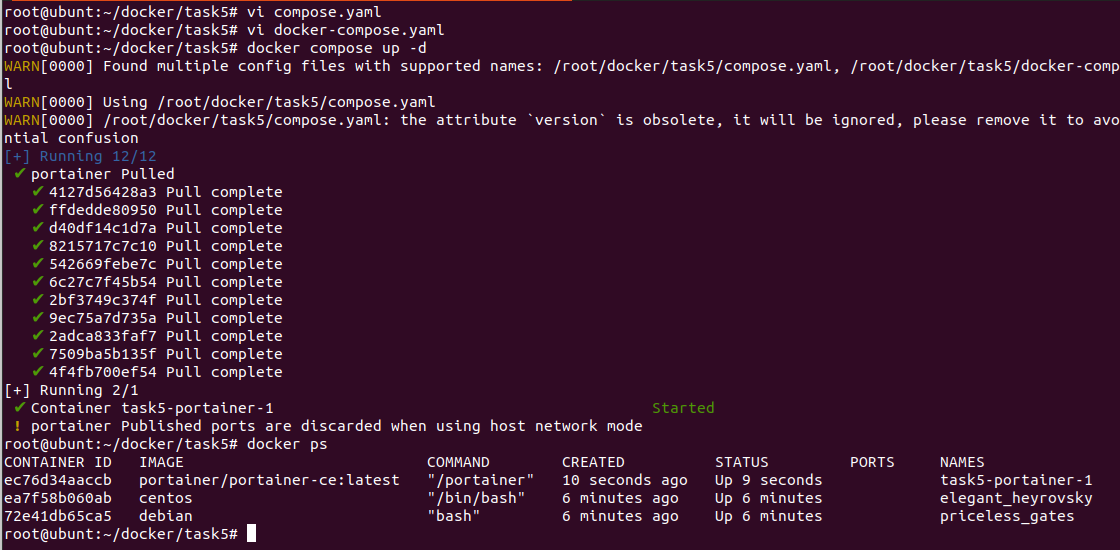 root@ubunt:~/docker/task5# vi compose.yaml
root@ubunt:~/docker/task5# vi docker-compose.yaml
root@ubunt:~/docker/task5# docker compose up -d
WARN[0000] Found multiple config files with supported names: /root/docker/task5/compose.yaml, /root/docker/task5/docker-comp
l
WARN[0000] Using /root/docker/task5/compose.yaml
WARN[0000] /root/docker/task5/compose.yaml: the attribute `version` is obsolete, it will be ignored, please remove it to avo
ntial confusion
[+] Running 12/12
✔ portainer Pulled
✔ 4127d56428a3 Pull complete
✔ ffdedde80950 Pull complete
✔ d40df14c1d7a Pull complete
✔ 8215717c7c10 Pull complete
✔ 542669febe7c Pull complete
✔ 6c27c7f45b54 Pull complete
✔ 2bf3749c374f Pull complete
✔ 9ec75a7d735a Pull complete
✔ 2adca833faf7 Pull complete
✔ 7509ba5b135f Pull complete
✔ 4f4fb700ef54 Pull complete
[+] Running 2/1
✔ Container task5-portainer-1 Started
! portainer Published ports are discarded when using host network mode
root@ubunt:~/docker/task5# docker ps
CONTAINER ID IMAGE COMMAND CREATED STATUS PORTS NAMES
ec76d34aaccb portainer/portainer-ce:latest "/portainer" 10 seconds ago Up 9 seconds task5-portainer-1
ea7f58b060ab centos "/bin/bash" 6 minutes ago Up 6 minutes elegant_heyrovsky
72e41db65ca5 debian "bash" 6 minutes ago Up 6 minutes priceless_gates
root@ubunt:~/docker/task5#